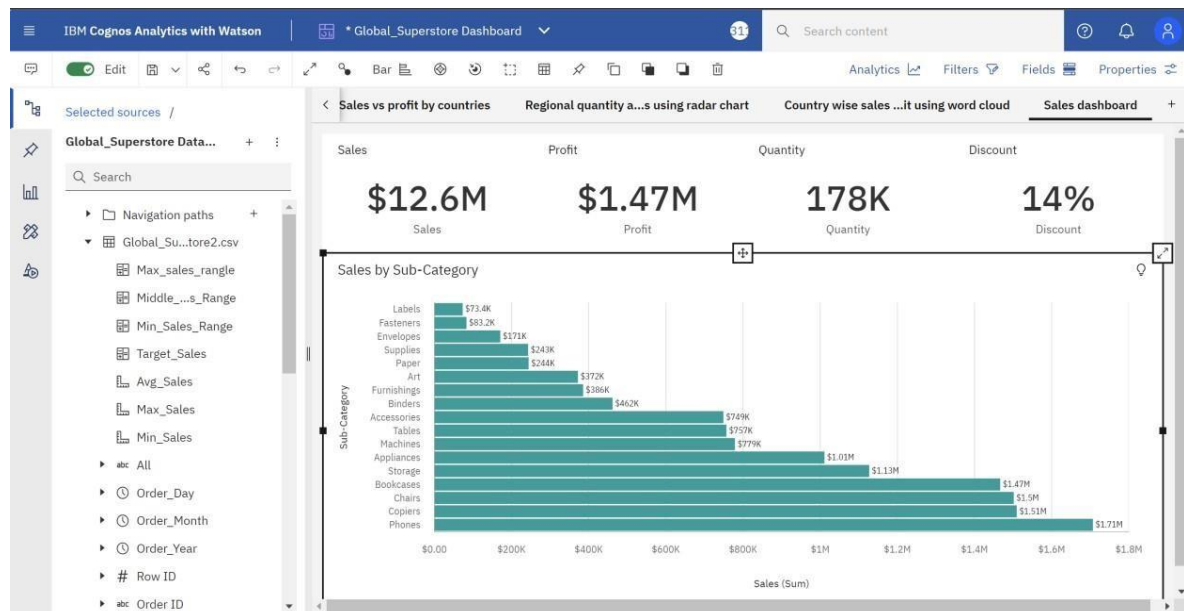 IBM Cognos Analytics with Watson
* Global_Superstore Dashboard
Search content
Edit
Bar
Analytics
Filters
Fields
Properties
Selected sources /
Global_Superstore Data...
Search
Navigation paths
Global_Su...tore2.csv
Max_sales_rangle
Middle_...s_Range
Min_Sales_Range
Target_Sales
Avg_Sales
Max_Sales
Min_Sales
abc All
Order_Day
Order_Month
Order_Year
# Row ID
abc Order ID
Sales vs profit by countries
Regional quantity a...s using radar chart
Country wise sales ...it using word cloud
Sales dashboard
Sales
Profit
Quantity
Discount
$12.6M
$1.47M
178K
14%
Sales
Profit
Quantity
Discount
Sales by Sub-Category
Sub-Category
Labels $73.4K
Fasteners $83.2K
Envelopes $171K
Supplies $243K
Paper $244K
Art $372K
Furnishings $386K
Binders $462K
Accessories $749K
Tables $757K
Machines $779K
Appliances $1.01M
Storage $1.13M
Bookcases $1.47M
Chairs $1.5M
Copiers $1.51M
Phones $1.71M
$0.00 $200K $400K $600K $800K $1M $1.2M $1.4M $1.6M $1.8M
Sales (Sum)